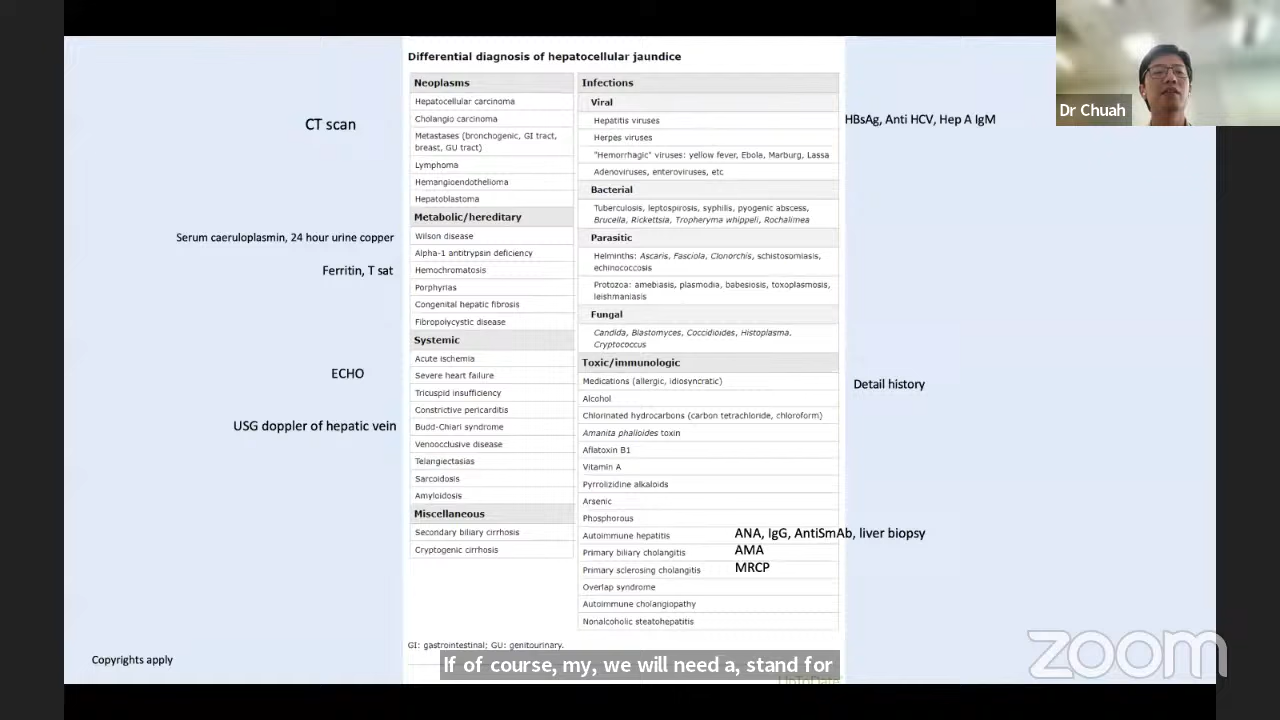 Differential diagnosis of hepatocellular jaundice
Neoplasms
Hepatocellular carcinoma
Cholangio carcinoma
Metastases (bronchogenic, GI tract,
breast, GU tract)
Lymphoma
Hemangioendothelioma
Hepatoblastoma
Metabolic/hereditary
Wilson disease
Alpha-1 antitrypsin deficiency
Hemochromatosis
Porphyrias
Congenital hepatic fibrosis
Fibropolycystic disease
Systemic
Acute ischemia
Severe heart failure
Tricuspid insufficiency
Constrictive pericarditis
Budd-Chiari syndrome
Venoocclusive disease
Telangiectasias
Sarcoidosis
Amyloidosis
Miscellaneous
Secondary biliary cirrhosis
Cryptogenic cirrhosis
Infections
Viral
Hepatitis viruses
Herpes viruses
"Hemorrhagic" viruses: yellow fever, Ebola, Marburg, Lassa
Adenoviruses, enteroviruses, etc
Bacterial
Tuberculosis, leptospirosis, syphilis, pyogenic abscess,
Brucella, Rickettsia, Tropheryma whippeli, Rochalimea
Parasitic
Helminths: Ascaris, Fasciola, Clonorchis, schistosomiasis,
echinococcosis
Protozoa: amebiasis, plasmodia, babesiosis, toxoplasmosis,
leishmaniasis
Fungal
Candida, Blastomyces, Coccidioides, Histoplasma,
Cryptococcus
Toxic/immunologic
Medications (allergic, idiosyncratic)
Alcohol
Chlorinated hydrocarbons (carbon tetrachloride, chloroform)
Amanita phalloides toxin
Aflatoxin B1
Vitamin A
Pyrrolizidine alkaloids
Arsenic
Phosphorous
Autoimmune hepatitis
Primary biliary cholangitis
Primary sclerosing cholangitis
Overlap syndrome
Autoimmune cholangiopathy
Nonalcoholic steatohepatitis
GI: gastrointestinal; GU: genitourinary.
CT scan
Serum caeruloplasmin, 24 hour urine copper
Ferritin, T sat
ECHO
USG doppler of hepatic vein
HBsAg, Anti HCV, Hep A IgM
Detail history
ANA, IgG, AntiSmAb, liver biopsy
AMA
MRCP
Copyrights apply
If of course, my, we will need a, stand for
UpToDate
Dr Chuah
zoom